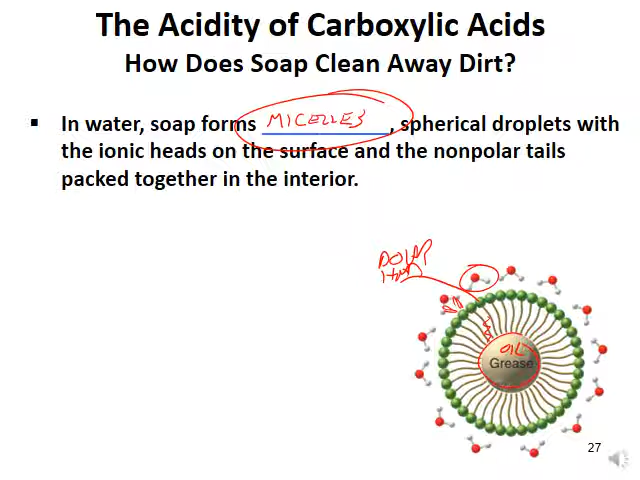 The Acidity of Carboxylic Acids
How Does Soap Clean Away Dirt?
▪ In water, soap forms MICELLES, spherical droplets with
the ionic heads on the surface and the nonpolar tails
packed together in the interior.
OIL
Grease
27